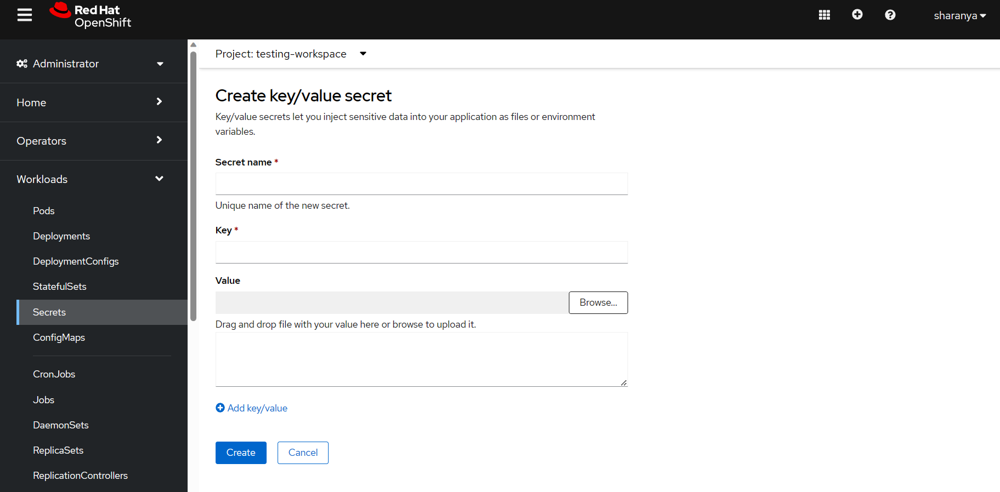 Red Hat
OpenShift
sharanya
Administrator
Home
Operators
Workloads
Pods
Deployments
DeploymentConfigs
StatefulSets
Secrets
ConfigMaps
CronJobs
Jobs
DaemonSets
ReplicaSets
ReplicationControllers
Project: testing-workspace
Create key/value secret
Key/value secrets let you inject sensitive data into your application as files or environment
variables.
Secret name *
Unique name of the new secret.
Key *
Value
Browse...
Drag and drop file with your value here or browse to upload it.
Add key/value
Create Cancel